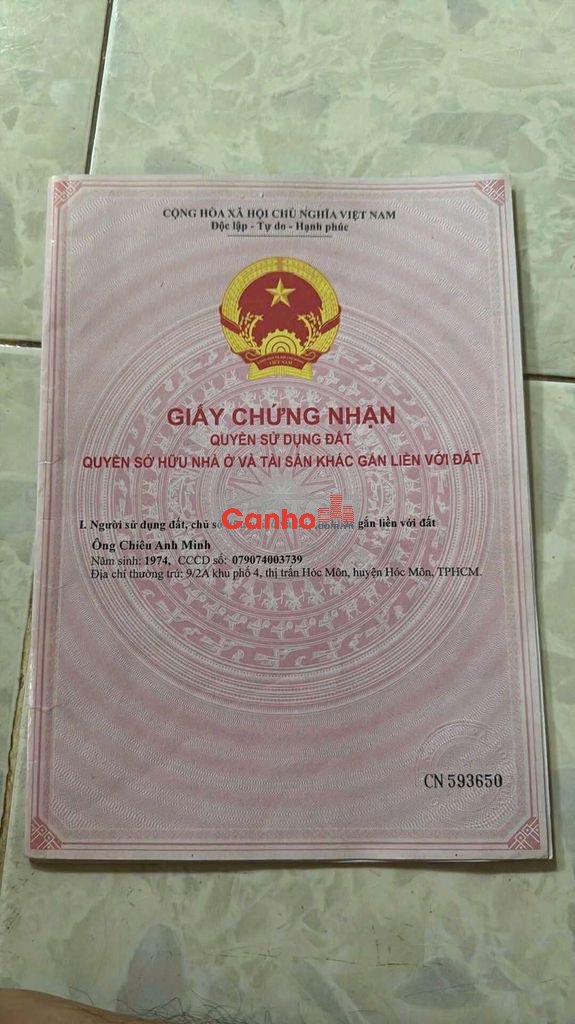 CỘNG HÒA XÃ HỘI CHỦ NGHĨA VIỆT NAM
Độc lập - Tự do - Hạnh phúc
GIẤY CHỨNG NHẬN
QUYỀN SỬ DỤNG ĐẤT
QUYỀN SỞ HỮU NHÀ Ở VÀ TÀI SẢN KHÁC GẮN LIỀN VỚI ĐẤT
I. Người sử dụng đất, chủ sở gắn liền với đất
Canho.com.vn
Ông Chiêu Anh Minh
Năm sinh: 1974, CCCD số: 079074003739
Địa chỉ thường trú: 9/2A khu phố 4, thị trấn Hóc Môn, huyện Hóc Môn, TPHCM.
CN 593650